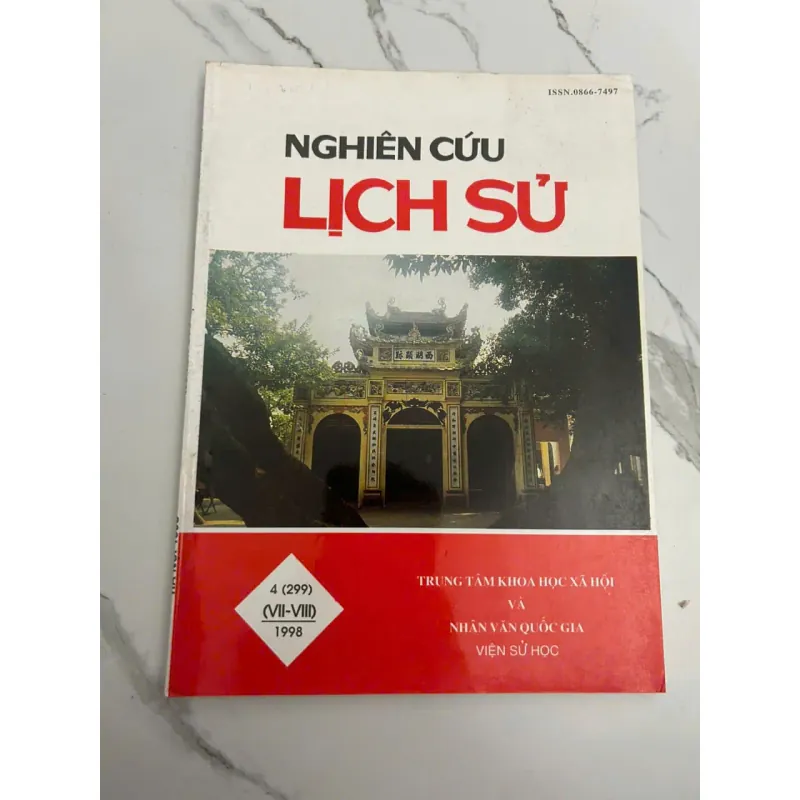 ISSN.0866-7497
NGHIÊN CỨU
LỊCH SỬ
4 (299)
(VII-VIII)
1998
TRUNG TÂM KHOA HỌC XÃ HỘI
VÀ
NHÂN VĂN QUỐC GIA
VIỆN SỬ HỌC